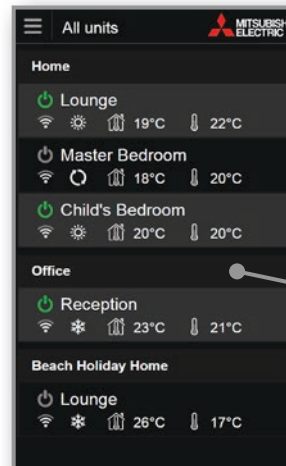 All units
MITSUBISH
ELECTRIC
Home
Lounge
19°C 22°C
Master Bedroom
18°C 20°C
Child's Bedroom
20°C 20°C
Office
Reception
23°C 21°C
Beach Holiday Home
Lounge
26°C 17°C